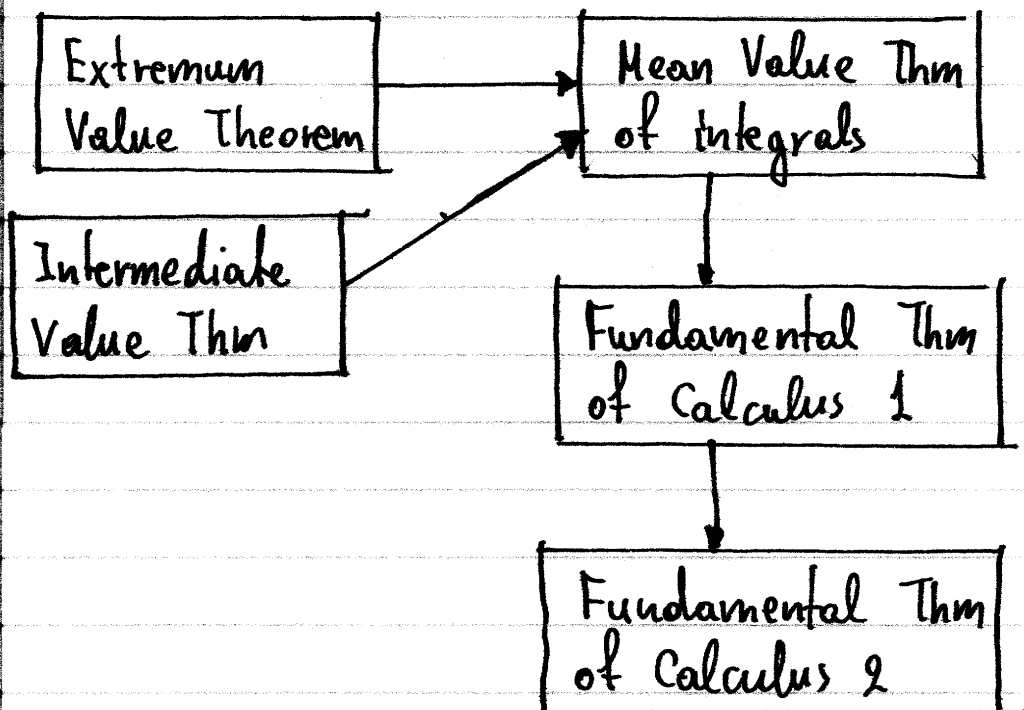 Extremum
Value Theorem
Mean Value Thm
of integrals
Intermediate
Value Thm
Fundamental Thm
of Calculus 1
Fundamental Thm
of Calculus 2